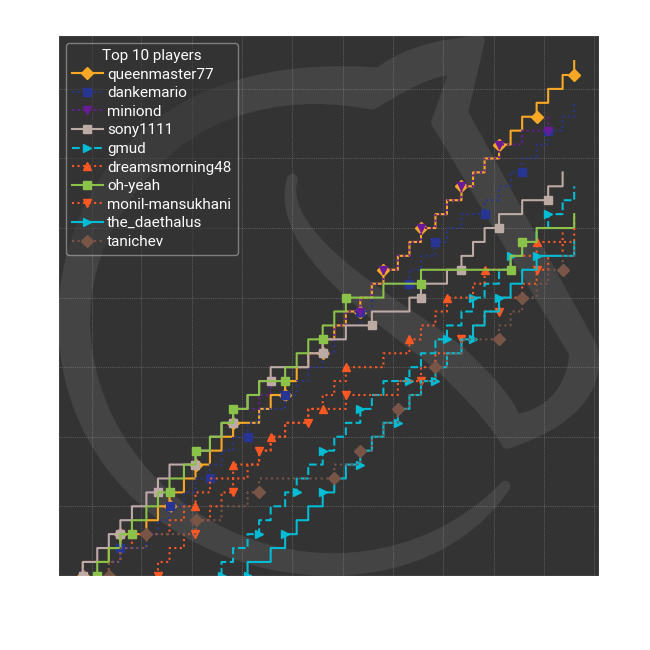 Top 10 players
queenmaster77
dankemario
miniond
sony1111
gmud
dreamsmorning48
oh-yeah
monil-mansukhani
the_daethalus
tanichev